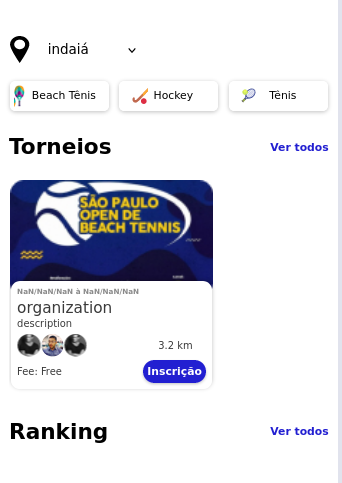 indaiá
Beach Tênis
Hockey
Tênis
Torneios
Ver todos
SÃO PAULO
OPEN DE
BEACH TENNIS
NaN/NaN/NaN à NaN/NaN/NaN
organization
description
3.2 km
Fee: Free
Inscrição
Ranking
Ver todos